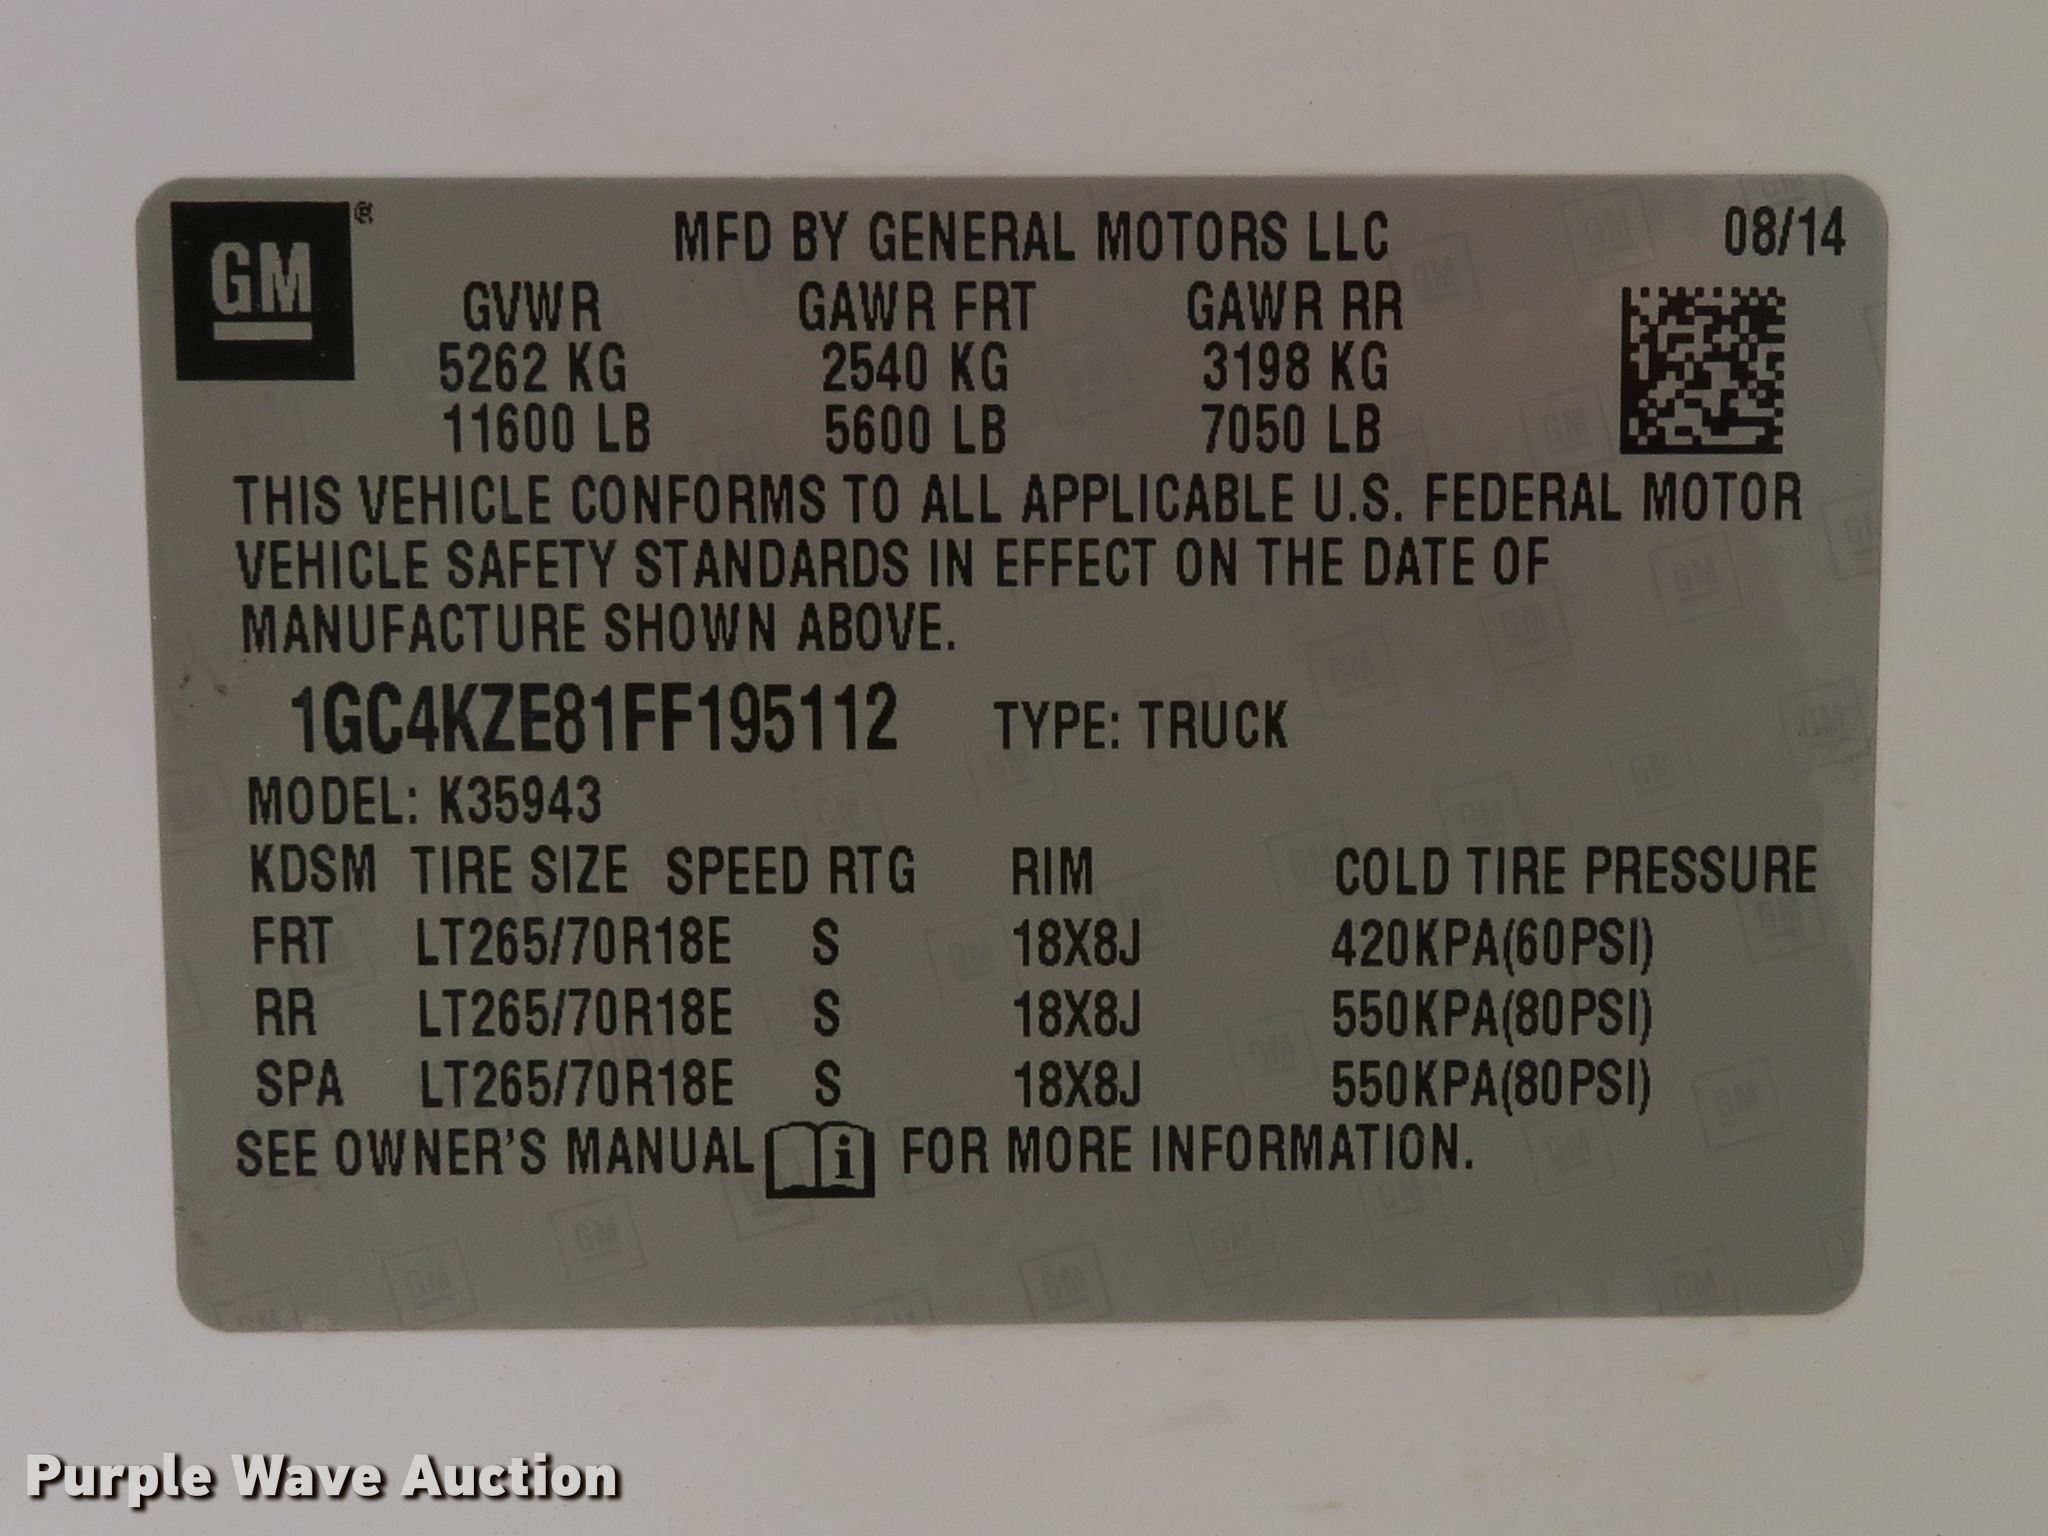 GM ® MFD BY GENERAL MOTORS LLC 08/14
GVWR GAWR FRT GAWR RR
5262 KG 2540 KG 3198 KG
11600 LB 5600 LB 7050 LB
THIS VEHICLE CONFORMS TO ALL APPLICABLE U.S. FEDERAL MOTOR
VEHICLE SAFETY STANDARDS IN EFFECT ON THE DATE OF
MANUFACTURE SHOWN ABOVE.
1GC4KZE81FF195112 TYPE: TRUCK
MODEL: K35943
KDSM TIRE SIZE SPEED RTG RIM COLD TIRE PRESSURE
FRT LT265/70R18E S 18X8J 420KPA(60PSI)
RR LT265/70R18E S 18X8J 550KPA(80PSI)
SPA LT265/70R18E S 18X8J 550KPA(80PSI)
SEE OWNER'S MANUAL i FOR MORE INFORMATION.
Purple Wave Auction